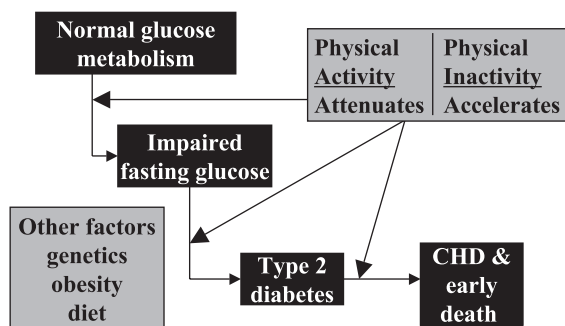 Normal glucose
metabolism
Physical
Activity
Attenuates
Physical
Inactivity
Accelerates
Impaired
fasting glucose
Other factors
genetics
obesity
diet
Type 2
diabetes
CHD &
early
death